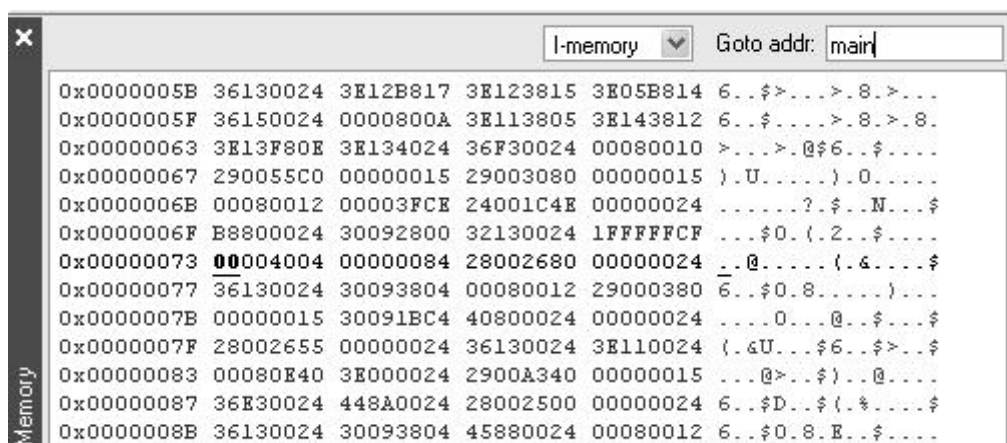 I-memory Goto addr: main
0x0000005B 36130024 3E12B817 3E123815 3E05B814 6..$>...>.8.>...
0x0000005F 36150024 0000800A 3E113805 3E143812 6..$....>.8.>.8.
0x00000063 3E13F80E 3E134024 36F30024 00080010 >...>.@$6..$....
0x00000067 290055C0 00000015 29003080 00000015 ).U.....).0.....
0x0000006B 00080012 00003FCE 24001C4E 00000024 ......?.$..N...$
0x0000006F B8800024 30092800 32130024 1FFFFFCF ...$0.(.2..$....
0x00000073 00004004 00000084 28002680 00000024 ..@.....(.&....$
0x00000077 36130024 30093804 00080012 29000380 6..$0.8.....)...
0x0000007B 00000015 30091BC4 40800024 00000024 ....0...@..$...$
0x0000007F 28002655 00000024 36130024 3E110024 (.&U...$6..$>..$
0x00000083 00080E40 3E000024 2900A340 00000015 ...@>..$)..@....
0x00000087 36E30024 448A0024 28002500 00000024 6..$D..$(.%....$
0x0000008B 36130024 30093804 45880024 00080012 6..$0.8.E..$....
Memory